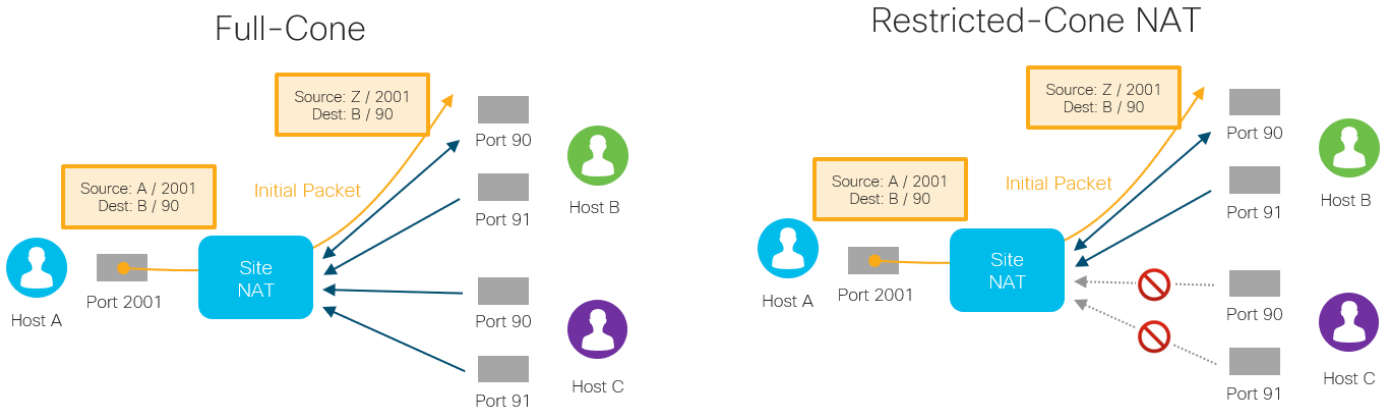 Full-Cone
Source: Z / 2001
Dest: B / 90
Port 90
Source: A / 2001
Dest: B / 90
Initial Packet
Port 91
Host B
Site
NAT
Port 2001
Host A
Port 90
Host C
Port 91
Restricted-Cone NAT
Source: Z / 2001
Dest: B / 90
Port 90
Source: A / 2001
Dest: B / 90
Initial Packet
Port 91
Host B
Site
NAT
Port 2001
Host A
Port 90
Host C
Port 91